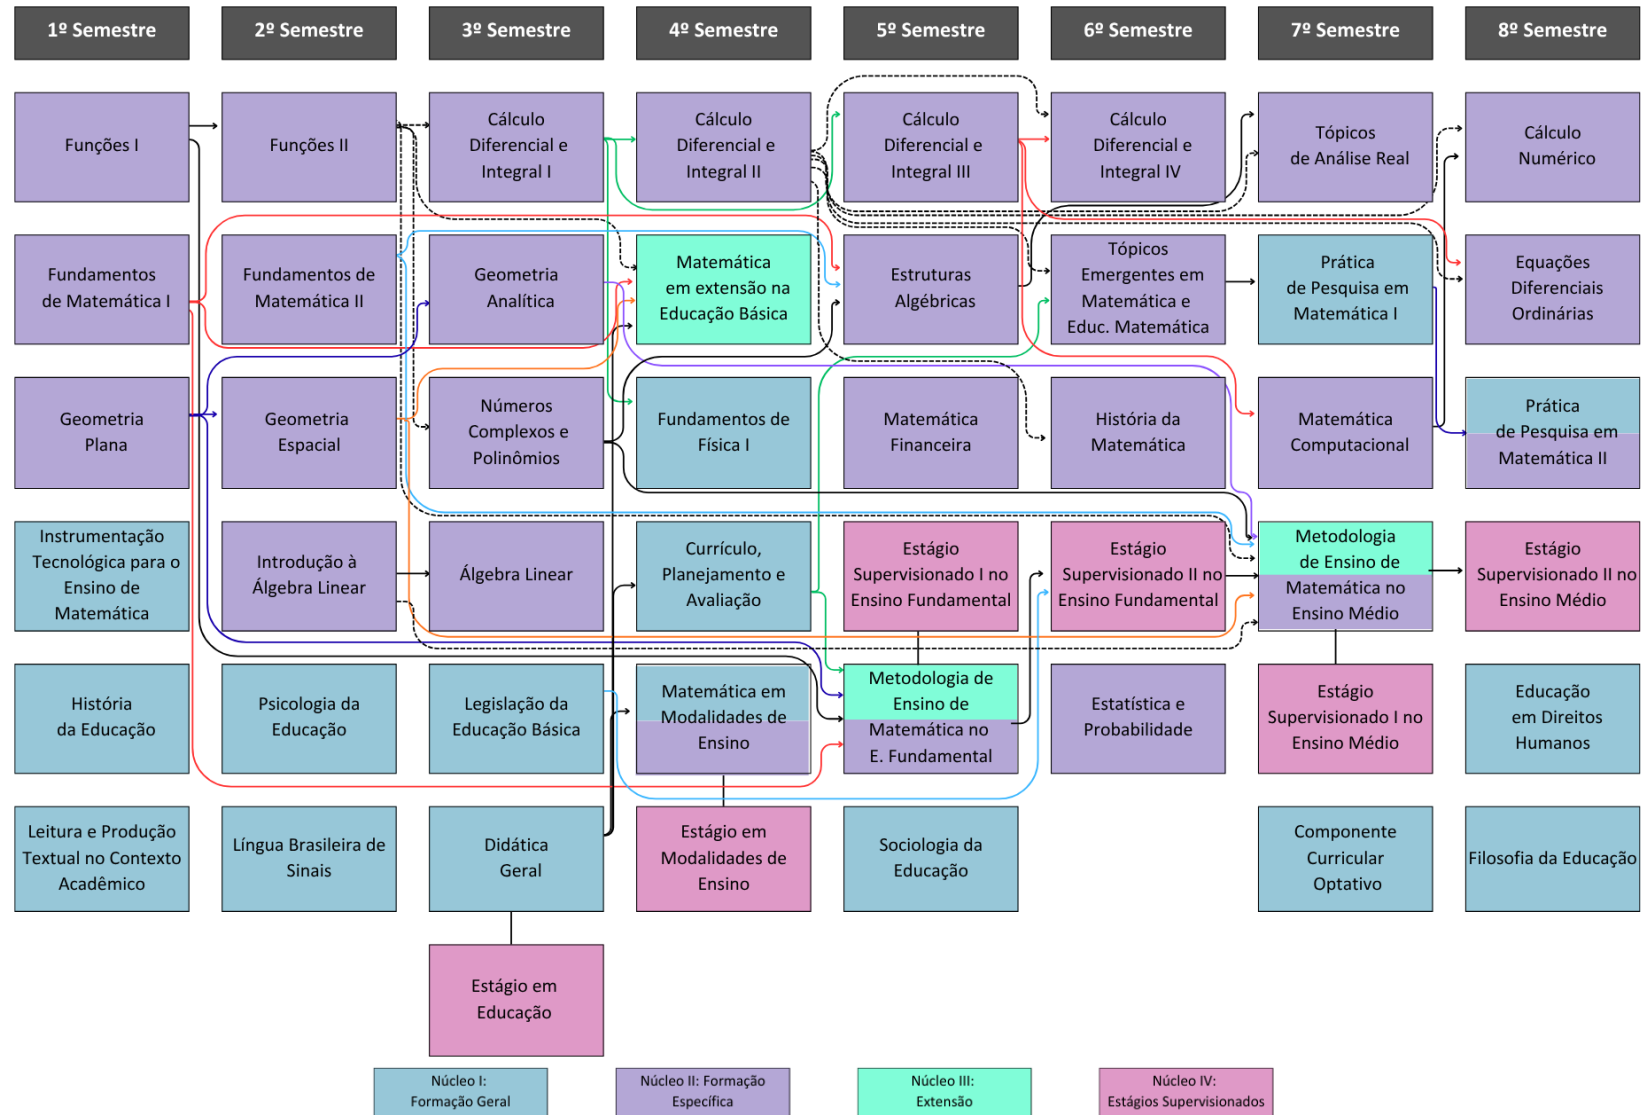 1º Semestre
2º Semestre
3º Semestre
4º Semestre
5º Semestre
6º Semestre
7º Semestre
8º Semestre
Funções I
Funções II
Cálculo
Diferencial e
Integral I
Cálculo
Diferencial e
Integral II
Cálculo
Diferencial e
Integral III
Cálculo
Diferencial e
Integral IV
Tópicos
de Análise Real
Cálculo
Numérico
Fundamentos
de Matemática I
Fundamentos de
Matemática II
Geometria
Analítica
Matemática
em extensão na
Educação Básica
Estruturas
Algébricas
Tópicos
Emergentes em
Matemática e
Educ. Matemática
Prática
de Pesquisa em
Matemática I
Equações
Diferenciais
Ordinárias
Geometria
Plana
Geometria
Espacial
Números
Complexos e
Polinômios
Fundamentos de
Física I
Matemática
Financeira
História da
Matemática
Matemática
Computacional
Prática
de Pesquisa em
Matemática II
Instrumentação
Tecnológica para o
Ensino de
Matemática
Introdução à
Álgebra Linear
Álgebra Linear
Currículo,
Planejamento e
Avaliação
Estágio
Supervisionado I no
Ensino Fundamental
Estágio
Supervisionado II no
Ensino Fundamental
Metodologia
de Ensino de
Matemática no
Ensino Médio
Estágio
Supervisionado II no
Ensino Médio
História
da Educação
Psicologia da
Educação
Legislação da
Educação Básica
Matemática em
Modalidades de
Ensino
Metodologia de
Ensino de
Matemática no
E. Fundamental
Estatística e
Probabilidade
Estágio
Supervisionado I no
Ensino Médio
Educação
em Direitos
Humanos
Leitura e Produção
Textual no Contexto
Acadêmico
Língua Brasileira de
Sinais
Didática
Geral
Estágio em
Modalidades de
Ensino
Sociologia da
Educação
Componente
Curricular
Optativo
Filosofia da Educação
Estágio em
Educação
Núcleo I:
Formação Geral
Núcleo II: Formação
Específica
Núcleo III:
Extensão
Núcleo IV:
Estágios Supervisionados